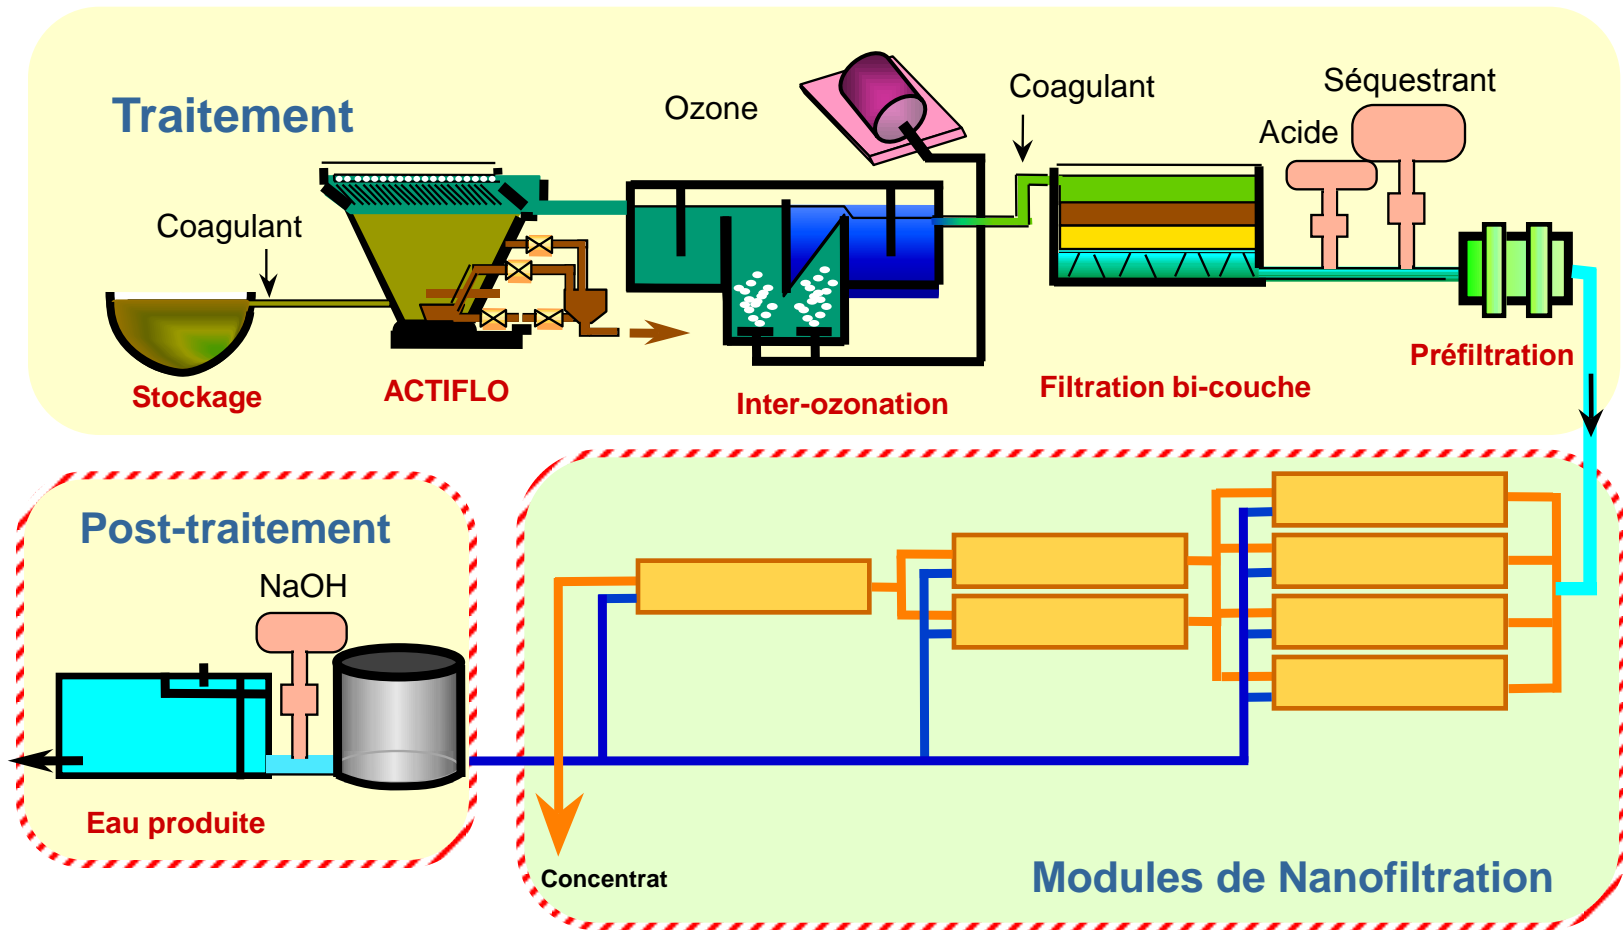 Traitement
Coagulant
Ozone
Coagulant
Séquestrant
Acide
Stockage
ACTIFLO
Inter-ozonation
Filtration bi-couche
Préfiltration
Post-traitement
NaOH
Eau produite
Concentrat
Modules de Nanofiltration